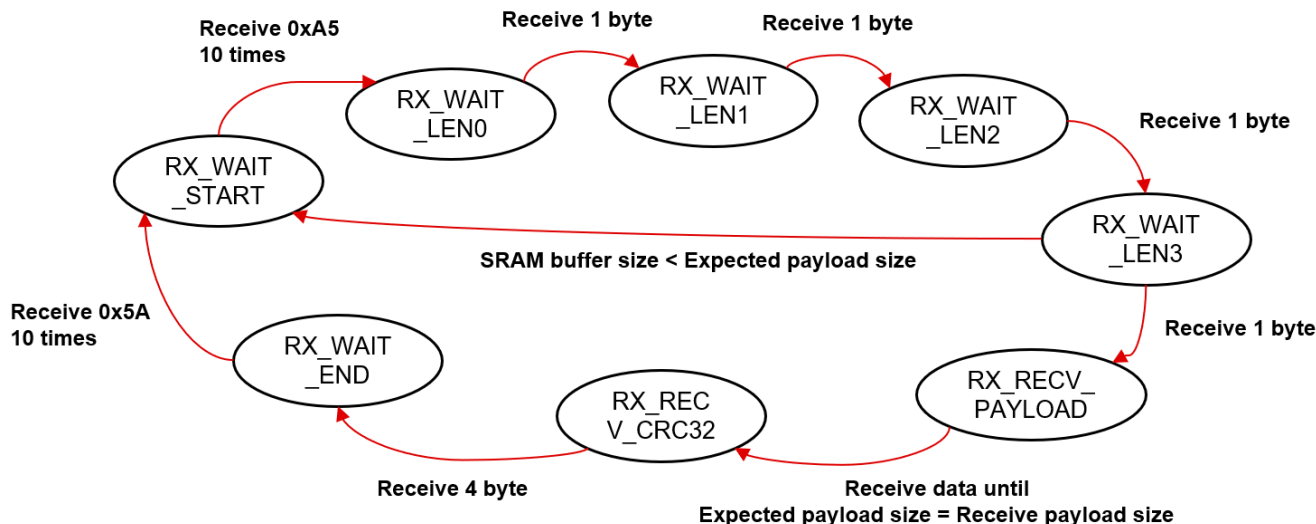 Receive 0xA5
10 times
Receive 1 byte
Receive 1 byte
RX_WAIT
_LEN0
RX_WAIT
_LEN1
RX_WAIT
_LEN2
Receive 1 byte
RX_WAIT
_START
RX_WAIT
_LEN3
SRAM buffer size < Expected payload size
Receive 0x5A
10 times
Receive 1 byte
RX_WAIT
_END
RX_REC
V_CRC32
RX_RECV_
PAYLOAD
Receive 4 byte
Receive data until
Expected payload size = Receive payload size